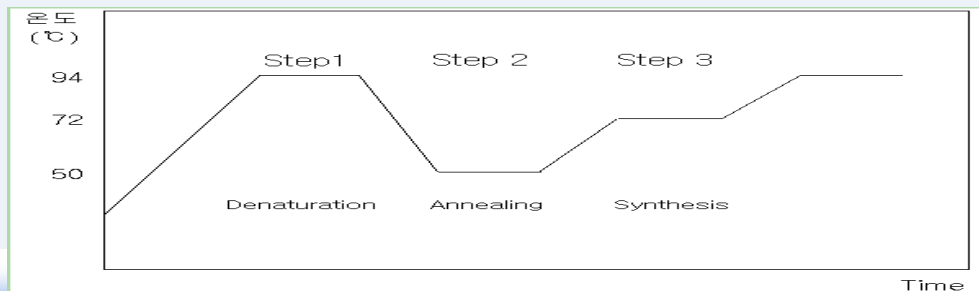 온도
(℃)
Step1 Step 2 Step 3
94
72
50
Denaturation Annealing Synthesis
Time